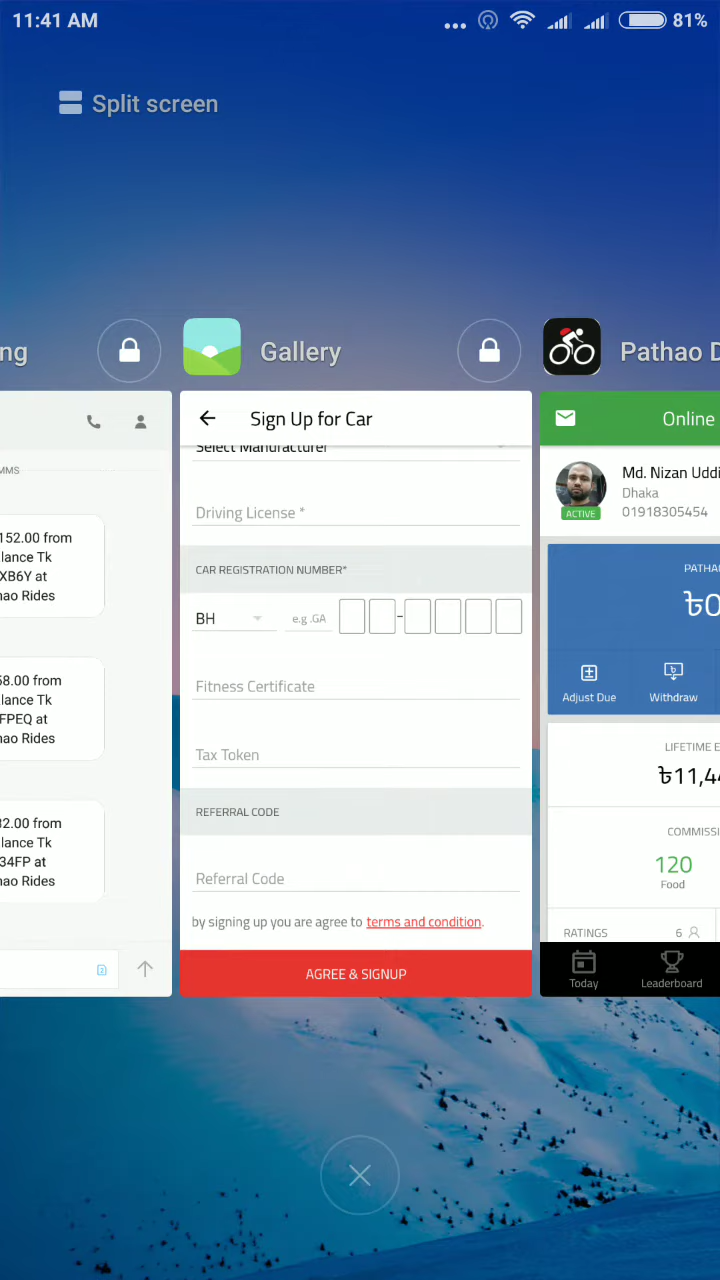 11:41 AM
81%
Split screen
ng
Gallery
Pathao D
MMS
152.00 from
lance Tk
XB6Y at
hao Rides
58.00 from
lance Tk
FPEQ at
hao Rides
32.00 from
lance Tk
34FP at
hao Rides
Sign Up for Car
Select Manufacturer
Driving License *
CAR REGISTRATION NUMBER*
BH
e.g .GA
-
Fitness Certificate
Tax Token
REFERRAL CODE
Referral Code
by signing up you are agree to terms and condition.
AGREE & SIGNUP
Online
Md. Nizan Uddi
Dhaka
01918305454
ACTIVE
PATHAO
৳0
Adjust Due
Withdraw
LIFETIME E
৳11,44
COMMISSI
120
Food
RATINGS
6
Today
Leaderboard